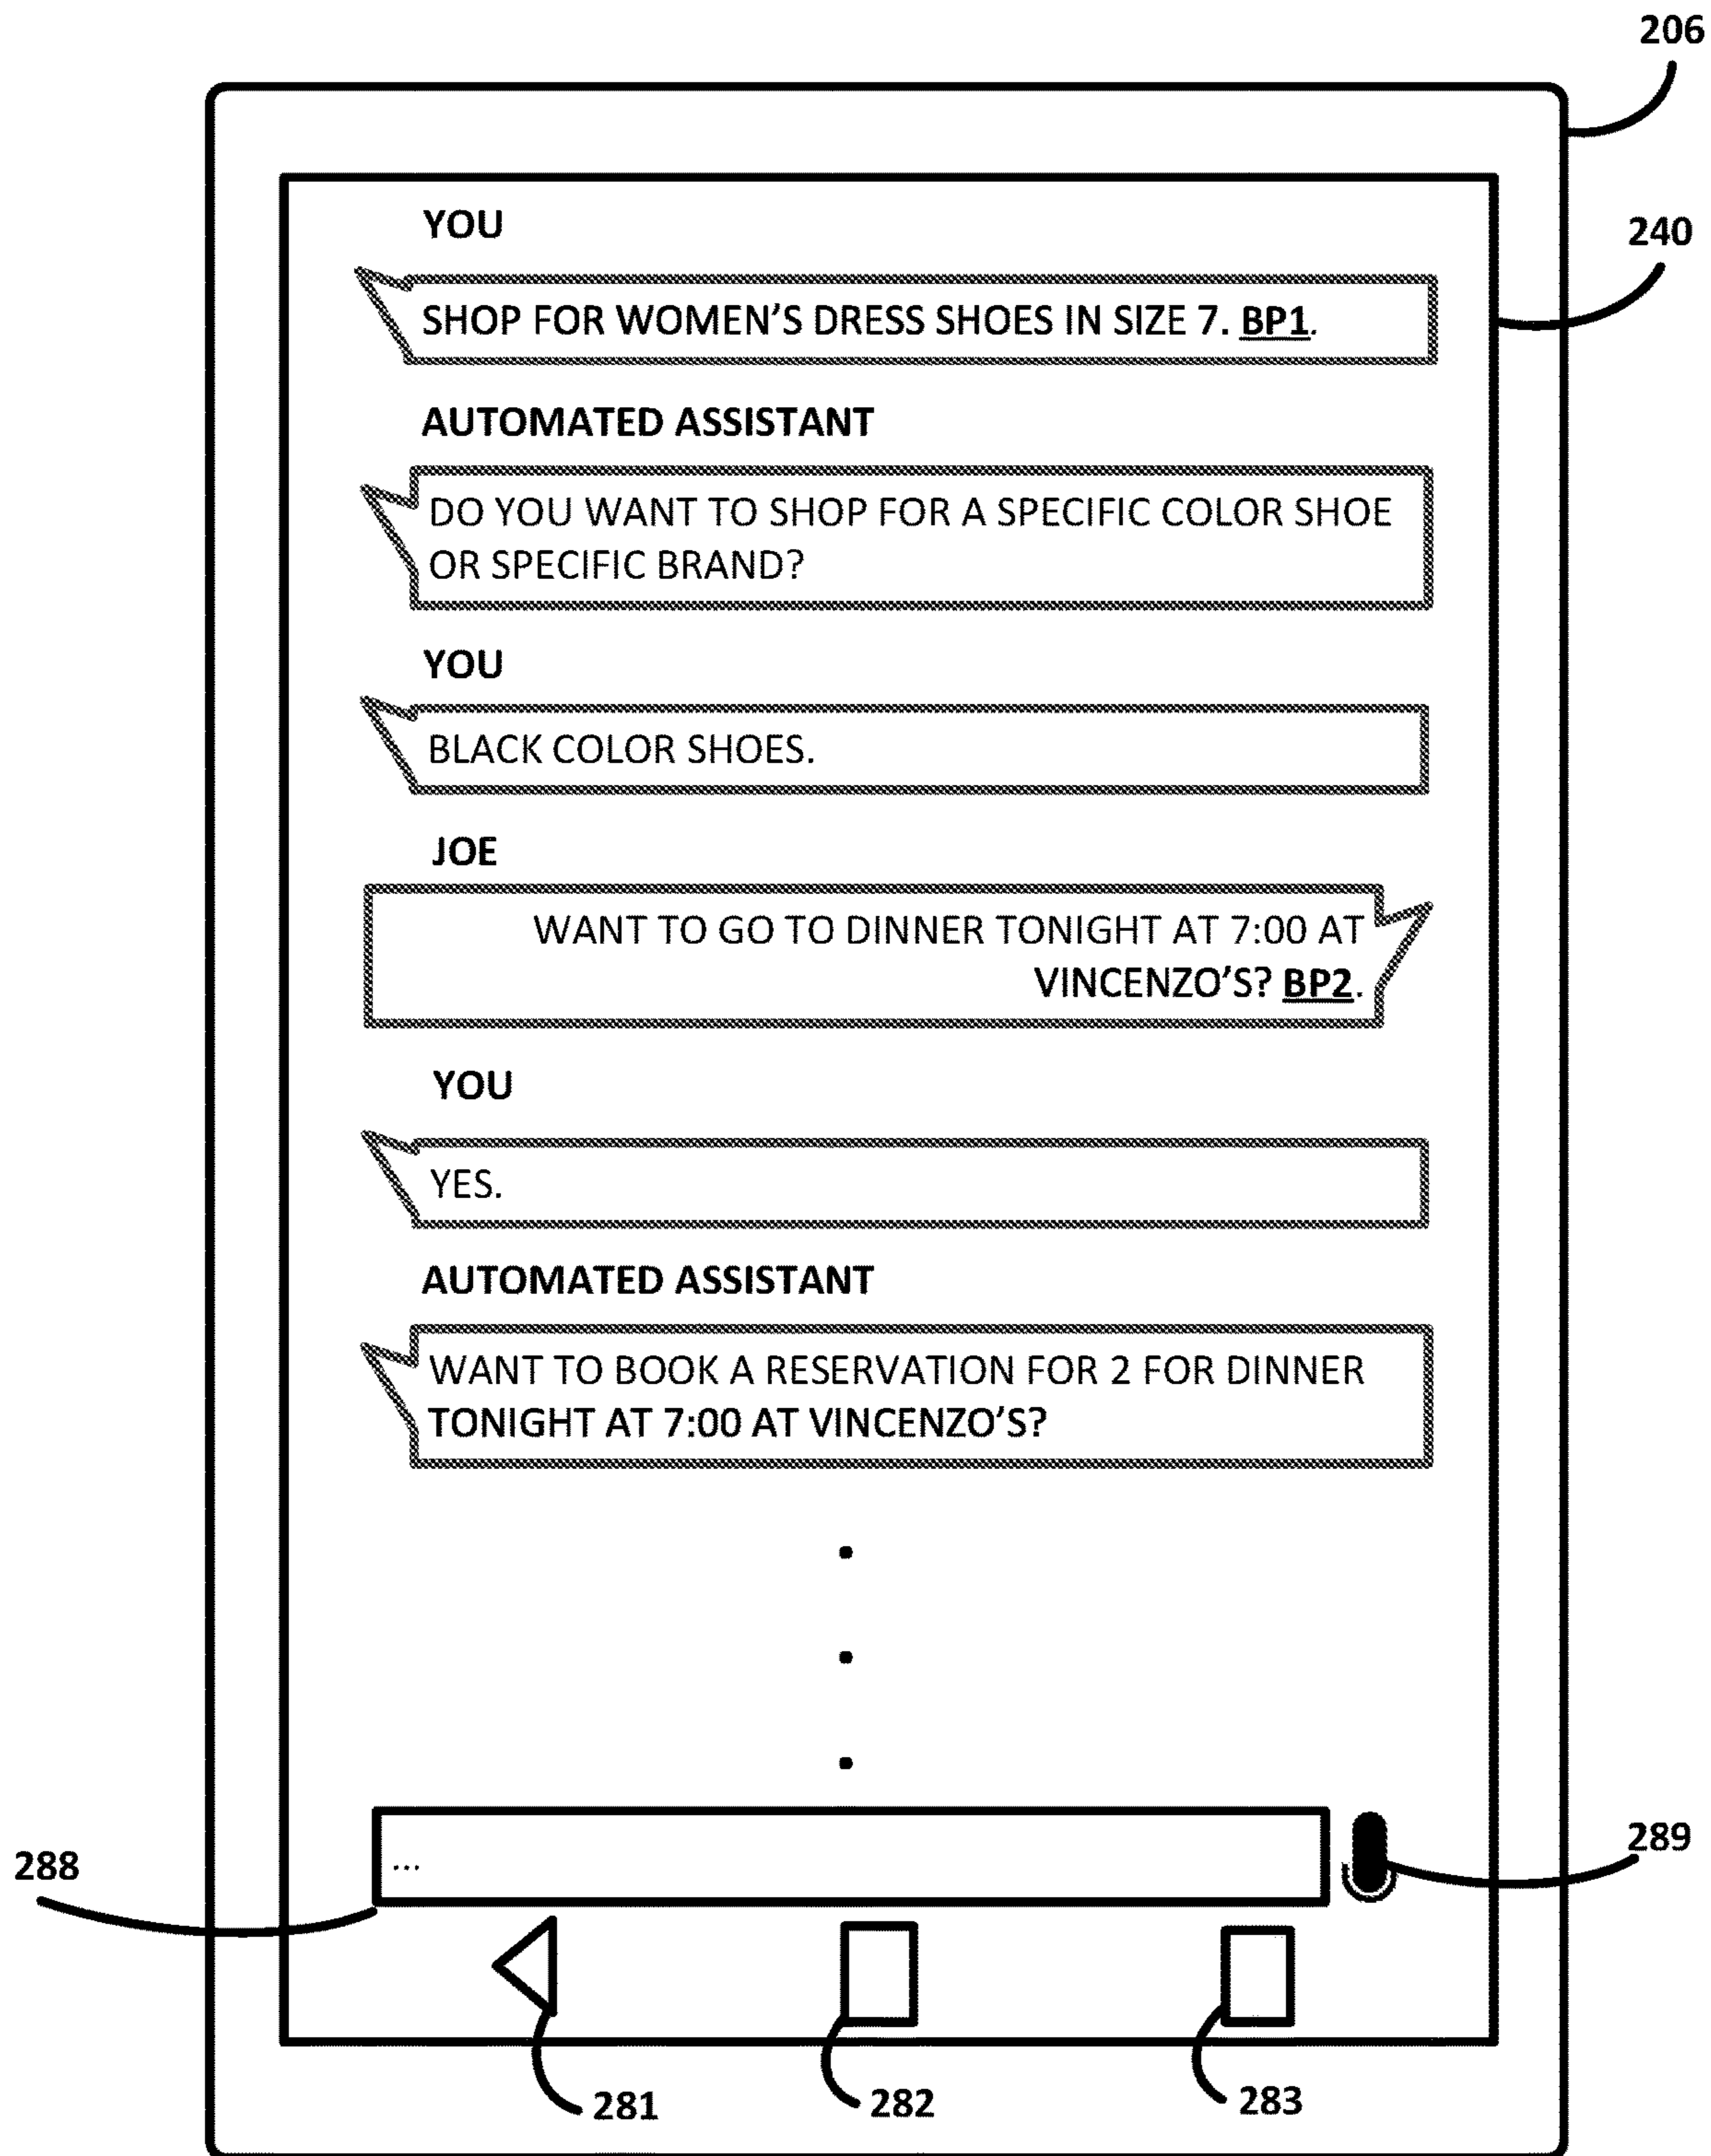 206
240
YOU
SHOP FOR WOMEN'S DRESS SHOES IN SIZE 7. BP1.
AUTOMATED ASSISTANT
DO YOU WANT TO SHOP FOR A SPECIFIC COLOR SHOE
OR SPECIFIC BRAND?
YOU
BLACK COLOR SHOES.
JOE
WANT TO GO TO DINNER TONIGHT AT 7:00 AT
VINCENZO'S? BP2.
YOU
YES.
AUTOMATED ASSISTANT
WANT TO BOOK A RESERVATION FOR 2 FOR DINNER
TONIGHT AT 7:00 AT VINCENZO'S?
.
.
.
288
...
289
281
282
283